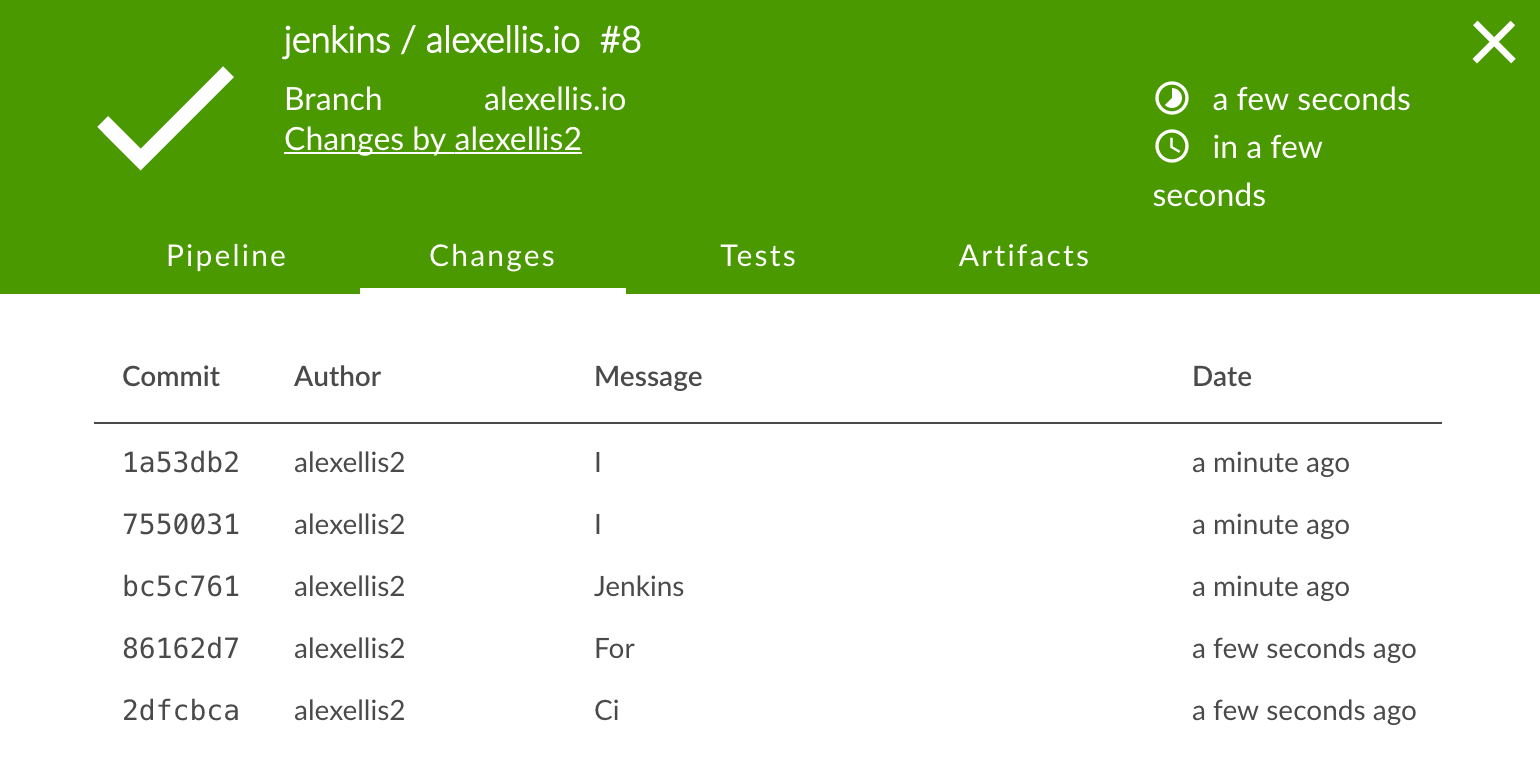 jenkins / alexellis.io #8
Branch alexellis.io
Changes by alexellis2
a few seconds
in a few
seconds
Pipeline Changes Tests Artifacts
Commit Author Message Date
1a53db2 alexellis2 I a minute ago
7550031 alexellis2 I a minute ago
bc5c761 alexellis2 Jenkins a minute ago
86162d7 alexellis2 For a few seconds ago
2dfcbca alexellis2 Ci a few seconds ago